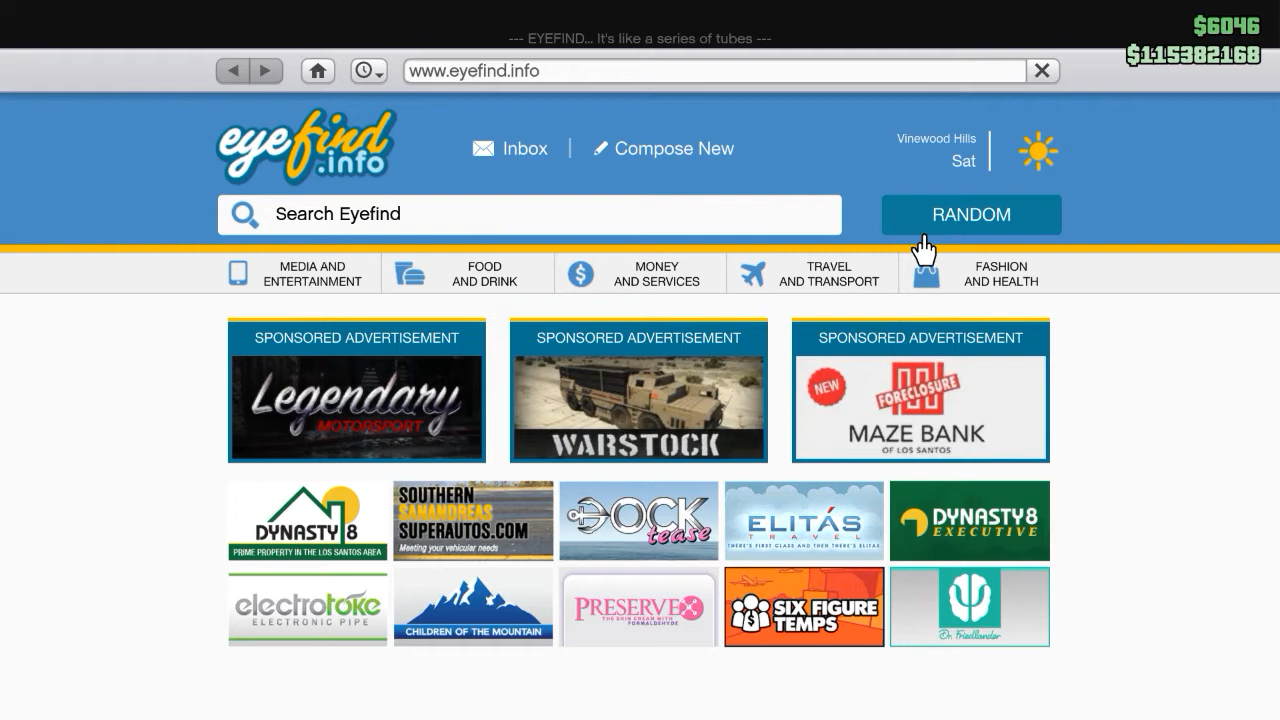 $6046
--- EYEFIND... It's like a series of tubes ---
$115382168
www.eyefind.info
eyefind
.info
Inbox
Compose New
Vinewood Hills
Sat
Search Eyefind
RANDOM
MEDIA AND
ENTERTAINMENT
FOOD
AND DRINK
MONEY
AND SERVICES
TRAVEL
AND TRANSPORT
FASHION
AND HEALTH
SPONSORED ADVERTISEMENT
Legendary
MOTORSPORT
SPONSORED ADVERTISEMENT
WARSTOCK
SPONSORED ADVERTISEMENT
NEW
FORECLOSURE
MAZE BANK
OF LOS SANTOS
DYNASTY 8
PRIME PROPERTY IN THE LOS SANTOS AREA
SOUTHERN
SANANDREAS
SUPERAUTOS.COM
Meeting your vehicular needs
DOCK
tease
ELITÁS
TRAVEL
THERE'S FIRST CLASS AND THEN THERE'S ELITAS
DYNASTY 8
EXECUTIVE
electrotoke
ELECTRONIC PIPE
CHILDREN OF THE MOUNTAIN
PRESERVEX
THE SKIN CREAM WITH
FORMALDEHYDE
SIX FIGURE
TEMPS
Dr. Friedlander